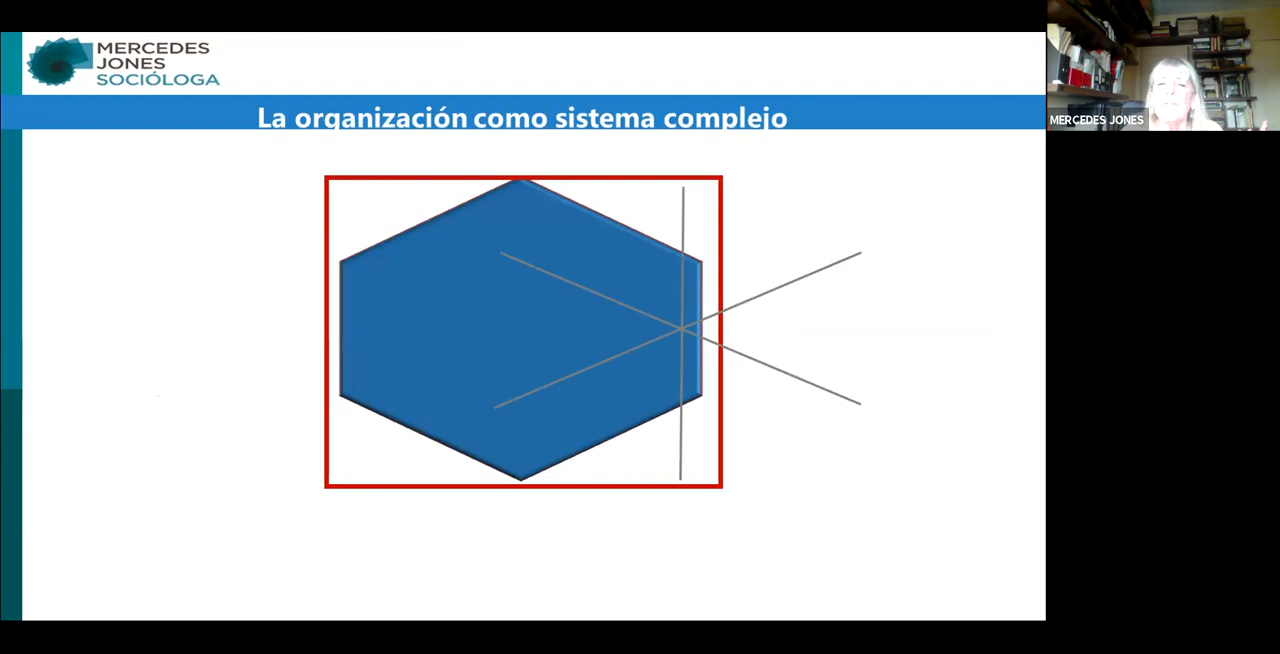 MERCEDES
JONES
SOCIÓLOGA
La organización como sistema complejo
MERCEDES JONES